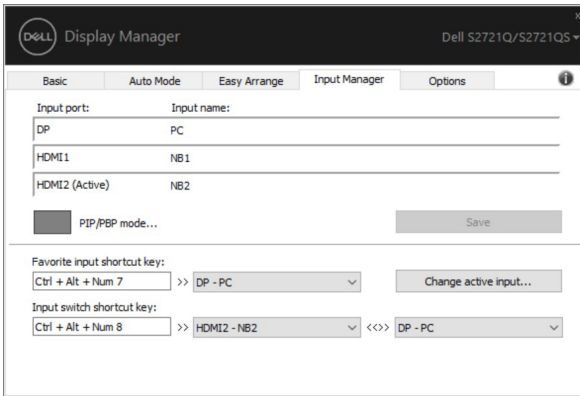 x
DELL Display Manager Dell S2721Q/S2721QS
Basic Auto Mode Easy Arrange Input Manager Options i
Input port: Input name:
DP PC
HDMI1 NB1
HDMI2 (Active) NB2
PIP/PBP mode... Save
Favorite input shortcut key:
Ctrl + Alt + Num 7 >> DP - PC Change active input...
Input switch shortcut key:
Ctrl + Alt + Num 8 >> HDMI2 - NB2 <<>> DP - PC